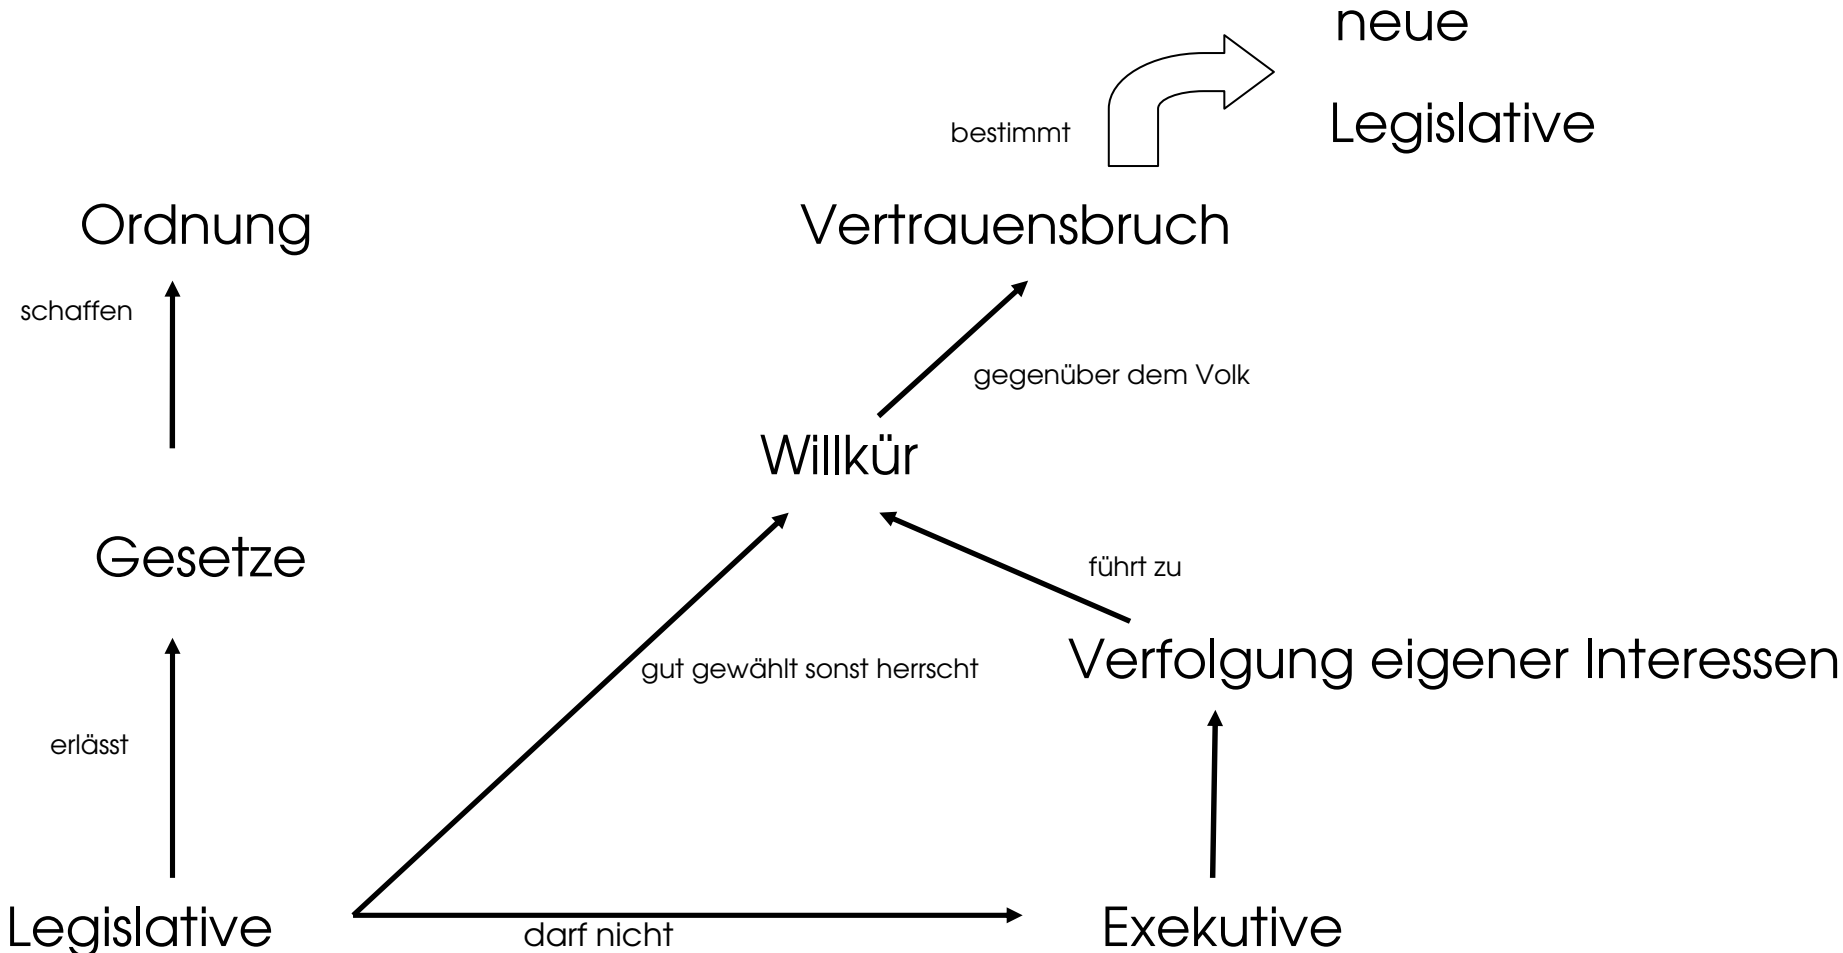 neue
Legislative
bestimmt
Ordnung
Vertrauensbruch
schaffen
gegenüber dem Volk
Willkür
Gesetze
führt zu
gut gewählt sonst herrscht
Verfolgung eigener Interessen
erlässt
Legislative
darf nicht
Exekutive